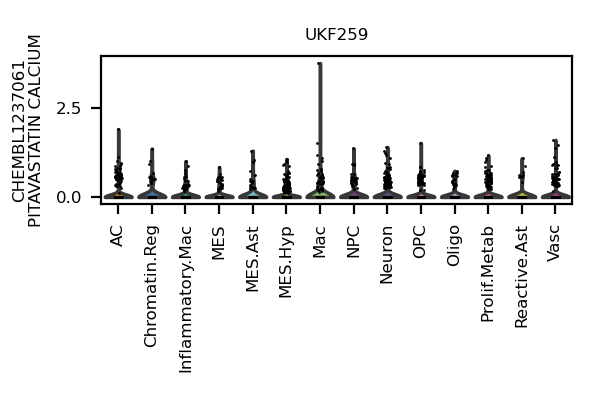 UKF259
CHEMBL1237061
PITAVASTATIN CALCIUM
2.5
0.0
AC
Chromatin.Reg
Inflammatory.Mac
MES
MES.Ast
MES.Hyp
Mac
NPC
Neuron
OPC
Oligo
Prolif.Metab
Reactive.Ast
Vasc